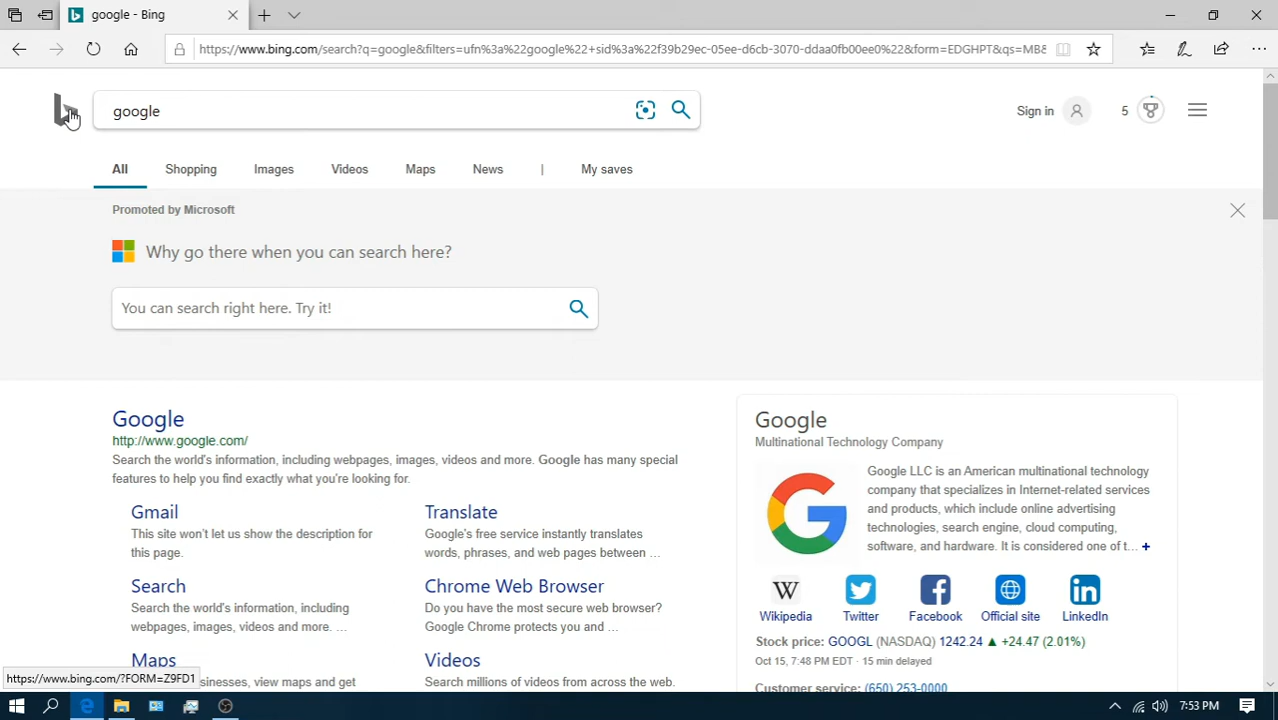 google - Bing
https://www.bing.com/search?q=google&filters=ufn%3a%22google%22+sid%3a%22f39b29ec-05ee-d6cb-3070-ddaa0fb00ee0%22&form=EDGHPT&qs=MB&
google
Sign in
5
All
Shopping
Images
Videos
Maps
News
|
My saves
Promoted by Microsoft
Why go there when you can search here?
You can search right here. Try it!
Google
http://www.google.com/
Search the world's information, including webpages, images, videos and more. Google has many special
features to help you find exactly what you're looking for.
Gmail
This site won't let us show the description for
this page.
Translate
Google's free service instantly translates
words, phrases, and web pages between ...
Search
Search the world's information, including
webpages, images, videos and more. ...
Chrome Web Browser
Do you have the most secure web browser?
Google Chrome protects you and ...
Maps
businesses, view maps and get
Videos
Search millions of videos from across the web.
Google
Multinational Technology Company
Google LLC is an American multinational technology
company that specializes in Internet-related services
and products, which include online advertising
technologies, search engine, cloud computing,
software, and hardware. It is considered one of t... +
W
Wikipedia
Twitter
Facebook
Official site
in
LinkedIn
Stock price: GOOGL (NASDAQ) 1242.24 ▲ +24.47 (2.01%)
Oct 15, 7:48 PM EDT · 15 min delayed
Customer service: (650) 253-0000
https://www.bing.com/?FORM=Z9FD1
7:53 PM